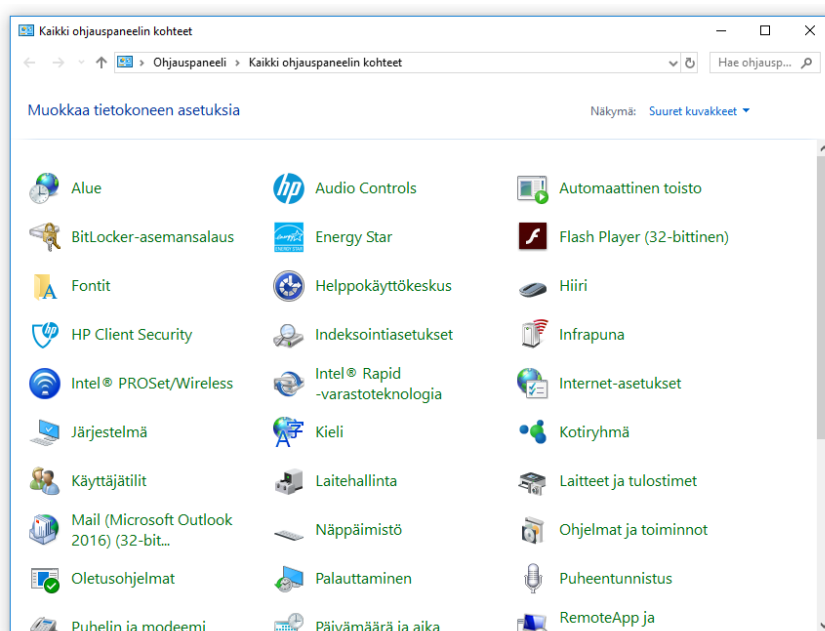 Kaikki ohjauspaneelin kohteet
Ohjauspaneeli > Kaikki ohjauspaneelin kohteet
Hae ohjausp...
Muokkaa tietokoneen asetuksia
Näkymä: Suuret kuvakkeet
Alue
Audio Controls
Automaattinen toisto
BitLocker-asemansalaus
Energy Star
Flash Player (32-bittinen)
Fontit
Helppokäyttökeskus
Hiiri
HP Client Security
Indeksointiasetukset
Infrapuna
Intel® PROSet/Wireless
Intel® Rapid
-varastoteknologia
Internet-asetukset
Järjestelmä
Kieli
Kotiryhmä
Käyttäjätilit
Laitehallinta
Laitteet ja tulostimet
Mail (Microsoft Outlook
2016) (32-bit...
Näppäimistö
Ohjelmat ja toiminnot
Oletusohjelmat
Palauttaminen
Puheentunnistus
Puhelin ja modeemi
Päivämäärä ja aika
RemoteApp ja